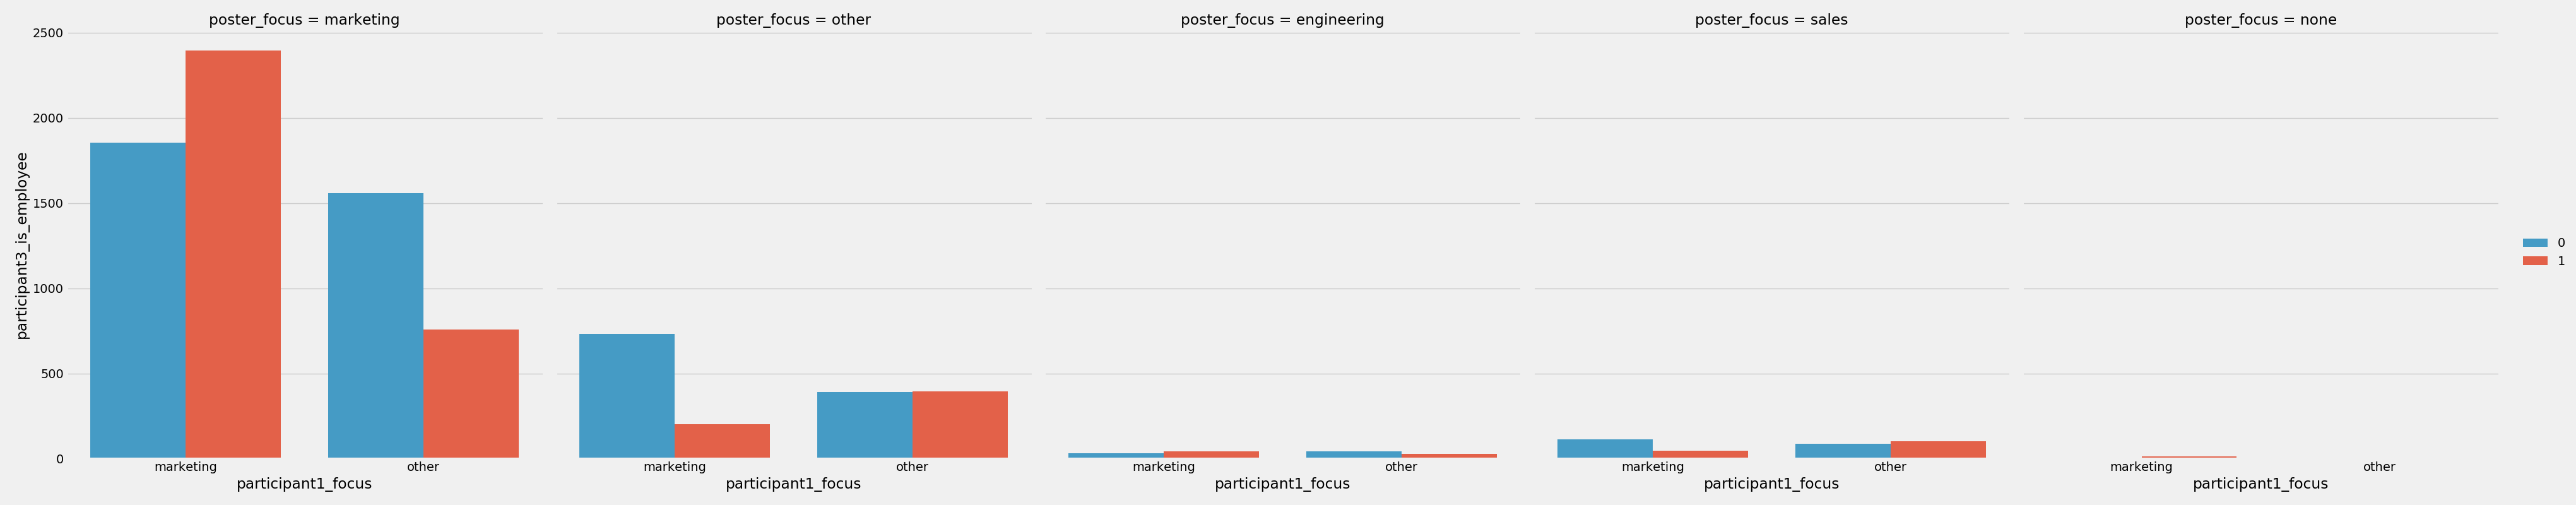 poster_focus = marketing
poster_focus = other
poster_focus = engineering
poster_focus = sales
poster_focus = none
participant3_is_employee
2500
2000
1500
1000
500
0
marketing
other
marketing
other
marketing
other
marketing
other
marketing
other
participant1_focus
participant1_focus
participant1_focus
participant1_focus
participant1_focus
0
1